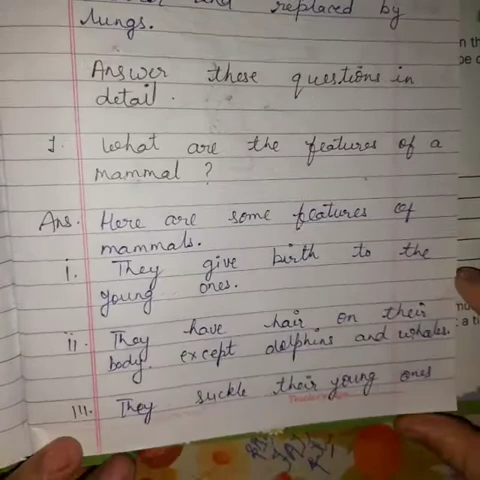 and replaced by
lungs.
Answer these questions in
detail.
1. What are the features of a
mammal ?
Ans. Here are some features of
mammals.
i. They give birth to the
young ones.
ii. They have hair on their
body. except dolphins and whales.
iii. They suckle their young ones